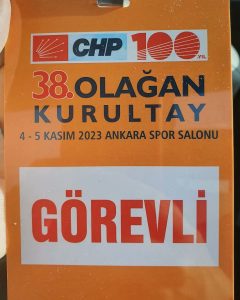 CHP 100.YIL
38.OLAĞAN
KURULTAY
4 - 5 KASIM 2023 ANKARA SPOR SALONU
GÖREVLİ